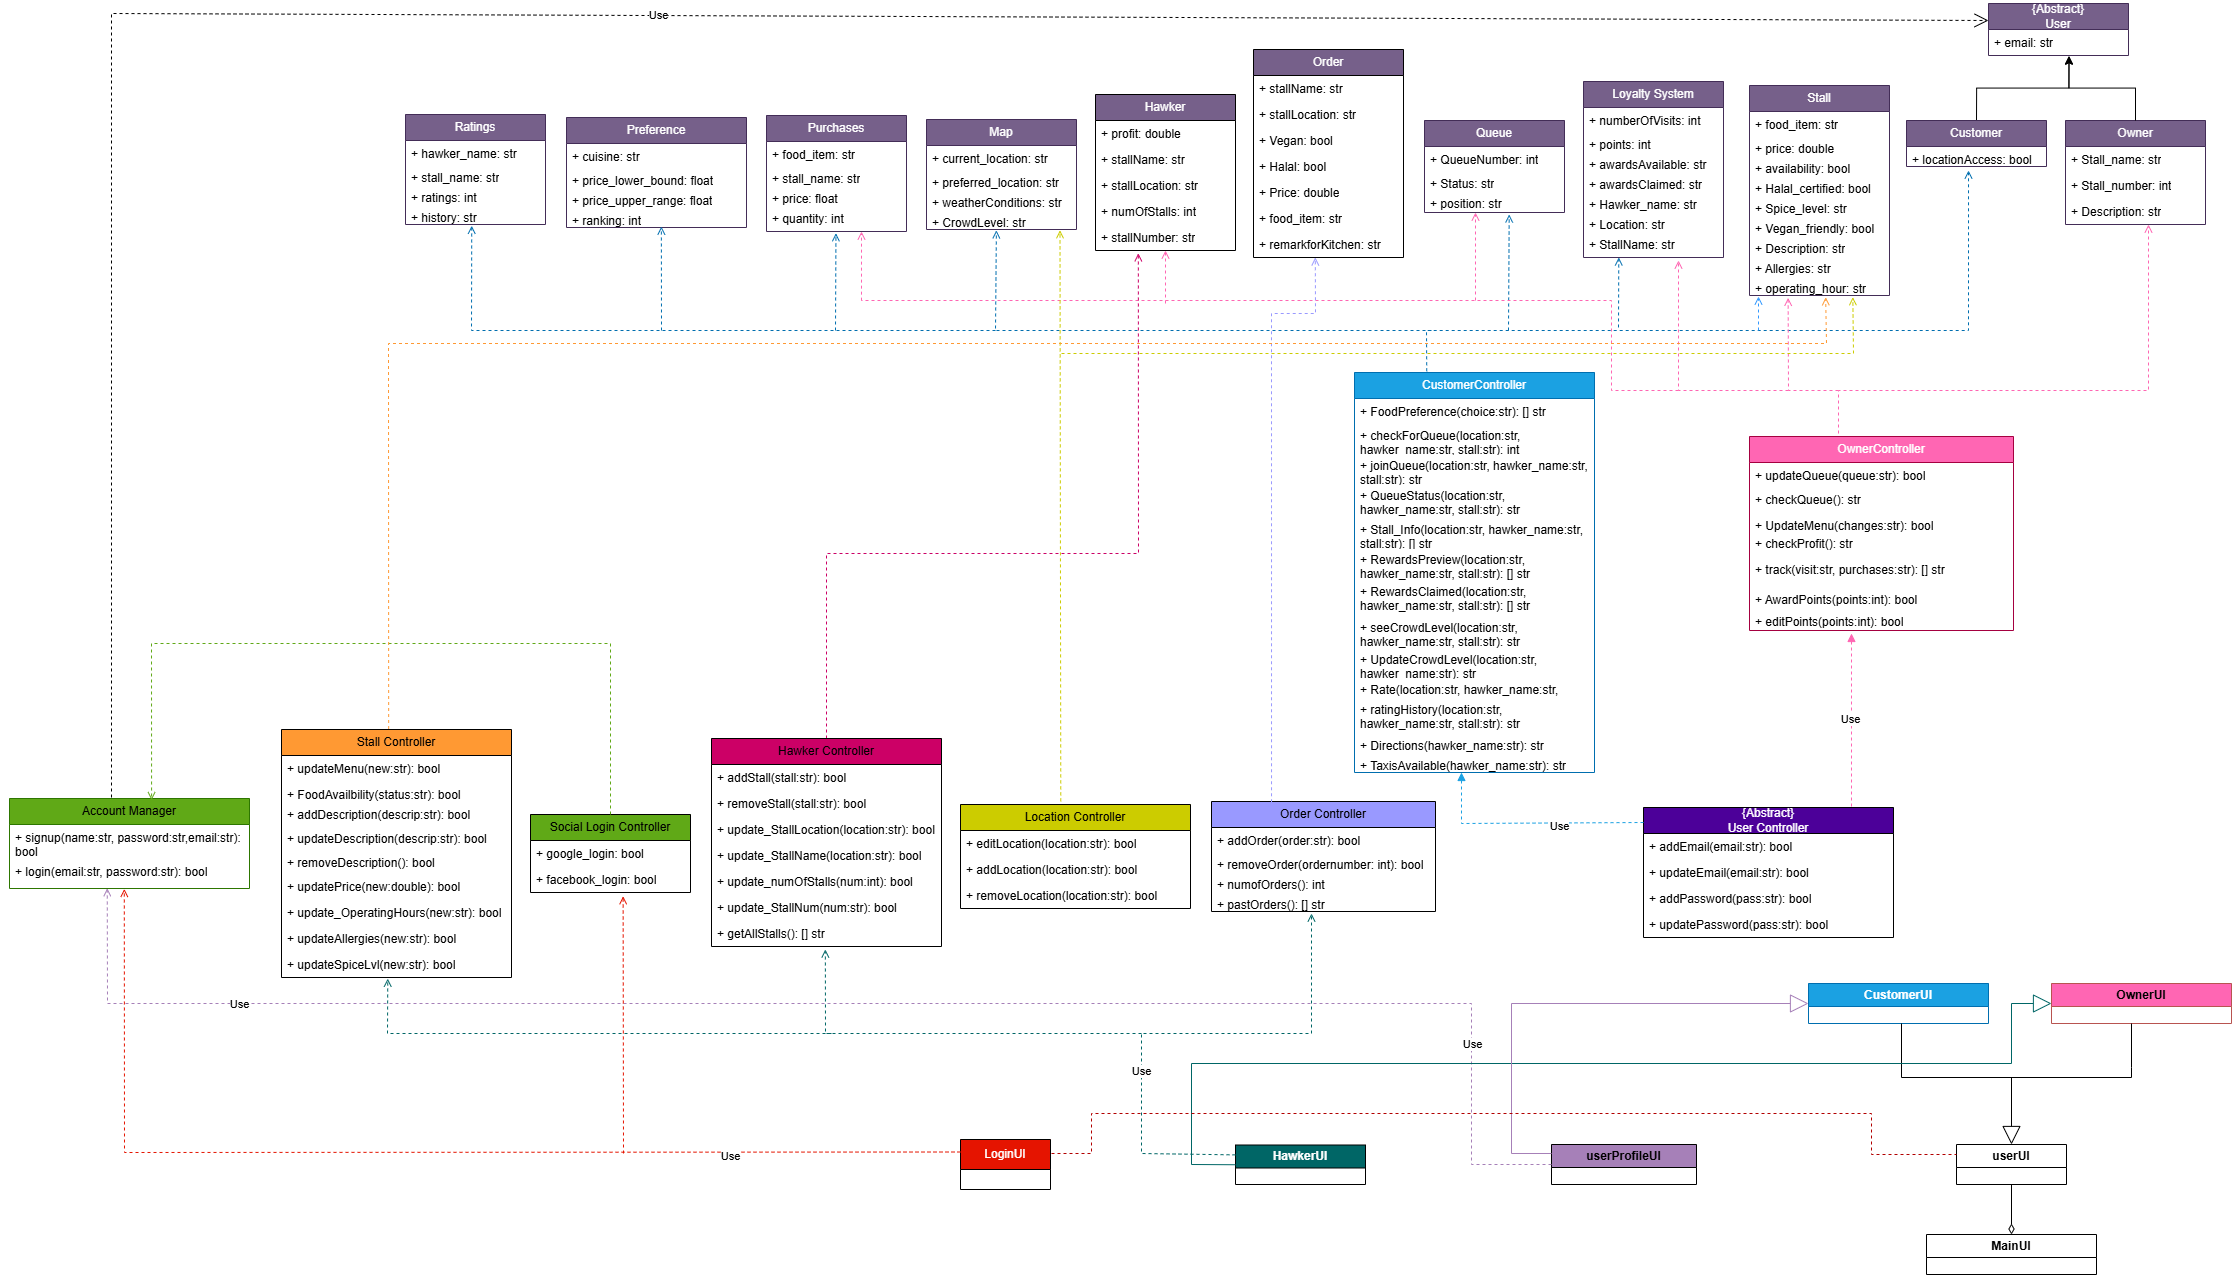 Use
{Abstract}
User
+ email: str
Ratings
+ hawker_name: str
+ stall_name: str
+ ratings: int
+ history: str
Preference
+ cuisine: str
+ price_lower_bound: float
+ price_upper_range: float
+ ranking: int
Purchases
+ food_item: str
+ stall_name: str
+ price: float
+ quantity: int
Map
+ current_location: str
+ preferred_location: str
+ weatherConditions: str
+ CrowdLevel: str
Hawker
+ profit: double
+ stallName: str
+ stallLocation: str
+ numOfStalls: int
+ stallNumber: str
Order
+ stallName: str
+ stallLocation: str
+ Vegan: bool
+ Halal: bool
+ Price: double
+ food_item: str
+ remarkforKitchen: str
Queue
+ QueueNumber: int
+ Status: str
+ position: str
Loyalty System
+ numberOfVisits: int
+ points: int
+ awardsAvailable: str
+ awardsClaimed: str
+ Hawker_name: str
+ Location: str
+ StallName: str
Stall
+ food_item: str
+ price: double
+ availability: bool
+ Halal_certified: bool
+ Spice_level: str
+ Vegan_friendly: bool
+ Description: str
+ Allergies: str
+ operating_hour: str
Customer
+ locationAccess: bool
Owner
+ Stall_name: str
+ Stall_number: int
+ Description: str
CustomerController
+ FoodPreference(choice:str): [] str
+ checkForQueue(location:str,
hawker_name:str, stall:str): int
+ joinQueue(location:str, hawker_name:str,
stall:str): str
+ QueueStatus(location:str,
hawker_name:str, stall:str): str
+ Stall_Info(location:str, hawker_name:str,
stall:str): [] str
+ RewardsPreview(location:str,
hawker_name:str, stall:str): [] str
+ RewardsClaimed(location:str,
hawker_name:str, stall:str): [] str
+ seeCrowdLevel(location:str,
hawker_name:str, stall:str): str
+ UpdateCrowdLevel(location:str,
hawker_name:str): str
+ Rate(location:str, hawker_name:str,
+ ratingHistory(location:str,
hawker_name:str, stall:str): str
+ Directions(hawker_name:str): str
+ TaxisAvailable(hawker_name:str): str
OwnerController
+ updateQueue(queue:str): bool
+ checkQueue(): str
+ UpdateMenu(changes:str): bool
+ checkProfit(): str
+ track(visit:str, purchases:str): [] str
+ AwardPoints(points:int): bool
+ editPoints(points:int): bool
Use
Account Manager
+ signup(name:str, password:str,email:str):
bool
+ login(email:str, password:str): bool
Stall Controller
+ updateMenu(new:str): bool
+ FoodAvailbility(status:str): bool
+ addDescription(descrip:str): bool
+ updateDescription(descrip:str): bool
+ removeDescription(): bool
+ updatePrice(new:double): bool
+ update_OperatingHours(new:str): bool
+ updateAllergies(new:str): bool
+ updateSpiceLvl(new:str): bool
Social Login Controller
+ google_login: bool
+ facebook_login: bool
Hawker Controller
+ addStall(stall:str): bool
+ removeStall(stall:str): bool
+ update_StallLocation(location:str): bool
+ update_StallName(location:str): bool
+ update_numOfStalls(num:int): bool
+ update_StallNum(num:str): bool
+ getAllStalls(): [] str
Location Controller
+ editLocation(location:str): bool
+ addLocation(location:str): bool
+ removeLocation(location:str): bool
Order Controller
+ addOrder(order:str): bool
+ removeOrder(ordernumber: int): bool
+ numofOrders(): int
+ pastOrders(): [] str
Use
{Abstract}
User Controller
+ addEmail(email:str): bool
+ updateEmail(email:str): bool
+ addPassword(pass:str): bool
+ updatePassword(pass:str): bool
Use
CustomerUI
OwnerUI
Use
Use
Use
LoginUI
HawkerUI
userProfileUI
userUI
MainUI